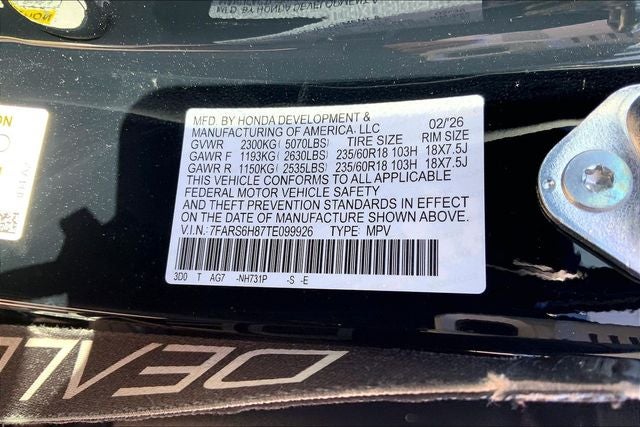 MFD. BY HONDA DEVELOPMENT &
MANUFACTURING OF AMERICA, LLC 02/'26
GVWR 2300KG( 5070LBS) TIRE SIZE RIM SIZE
GAWR F 1193KG( 2630LBS) 235/60R18 103H 18X7.5J
GAWR R 1150KG( 2535LBS) 235/60R18 103H 18X7.5J
THIS VEHICLE CONFORMS TO ALL APPLICABLE
FEDERAL MOTOR VEHICLE SAFETY
AND THEFT PREVENTION STANDARDS IN EFFECT
ON THE DATE OF MANUFACTURE SHOWN ABOVE.
V.I.N.:7FARS6H87TE099926 TYPE: MPV
3D0 T AG7 -NH731P -S -E